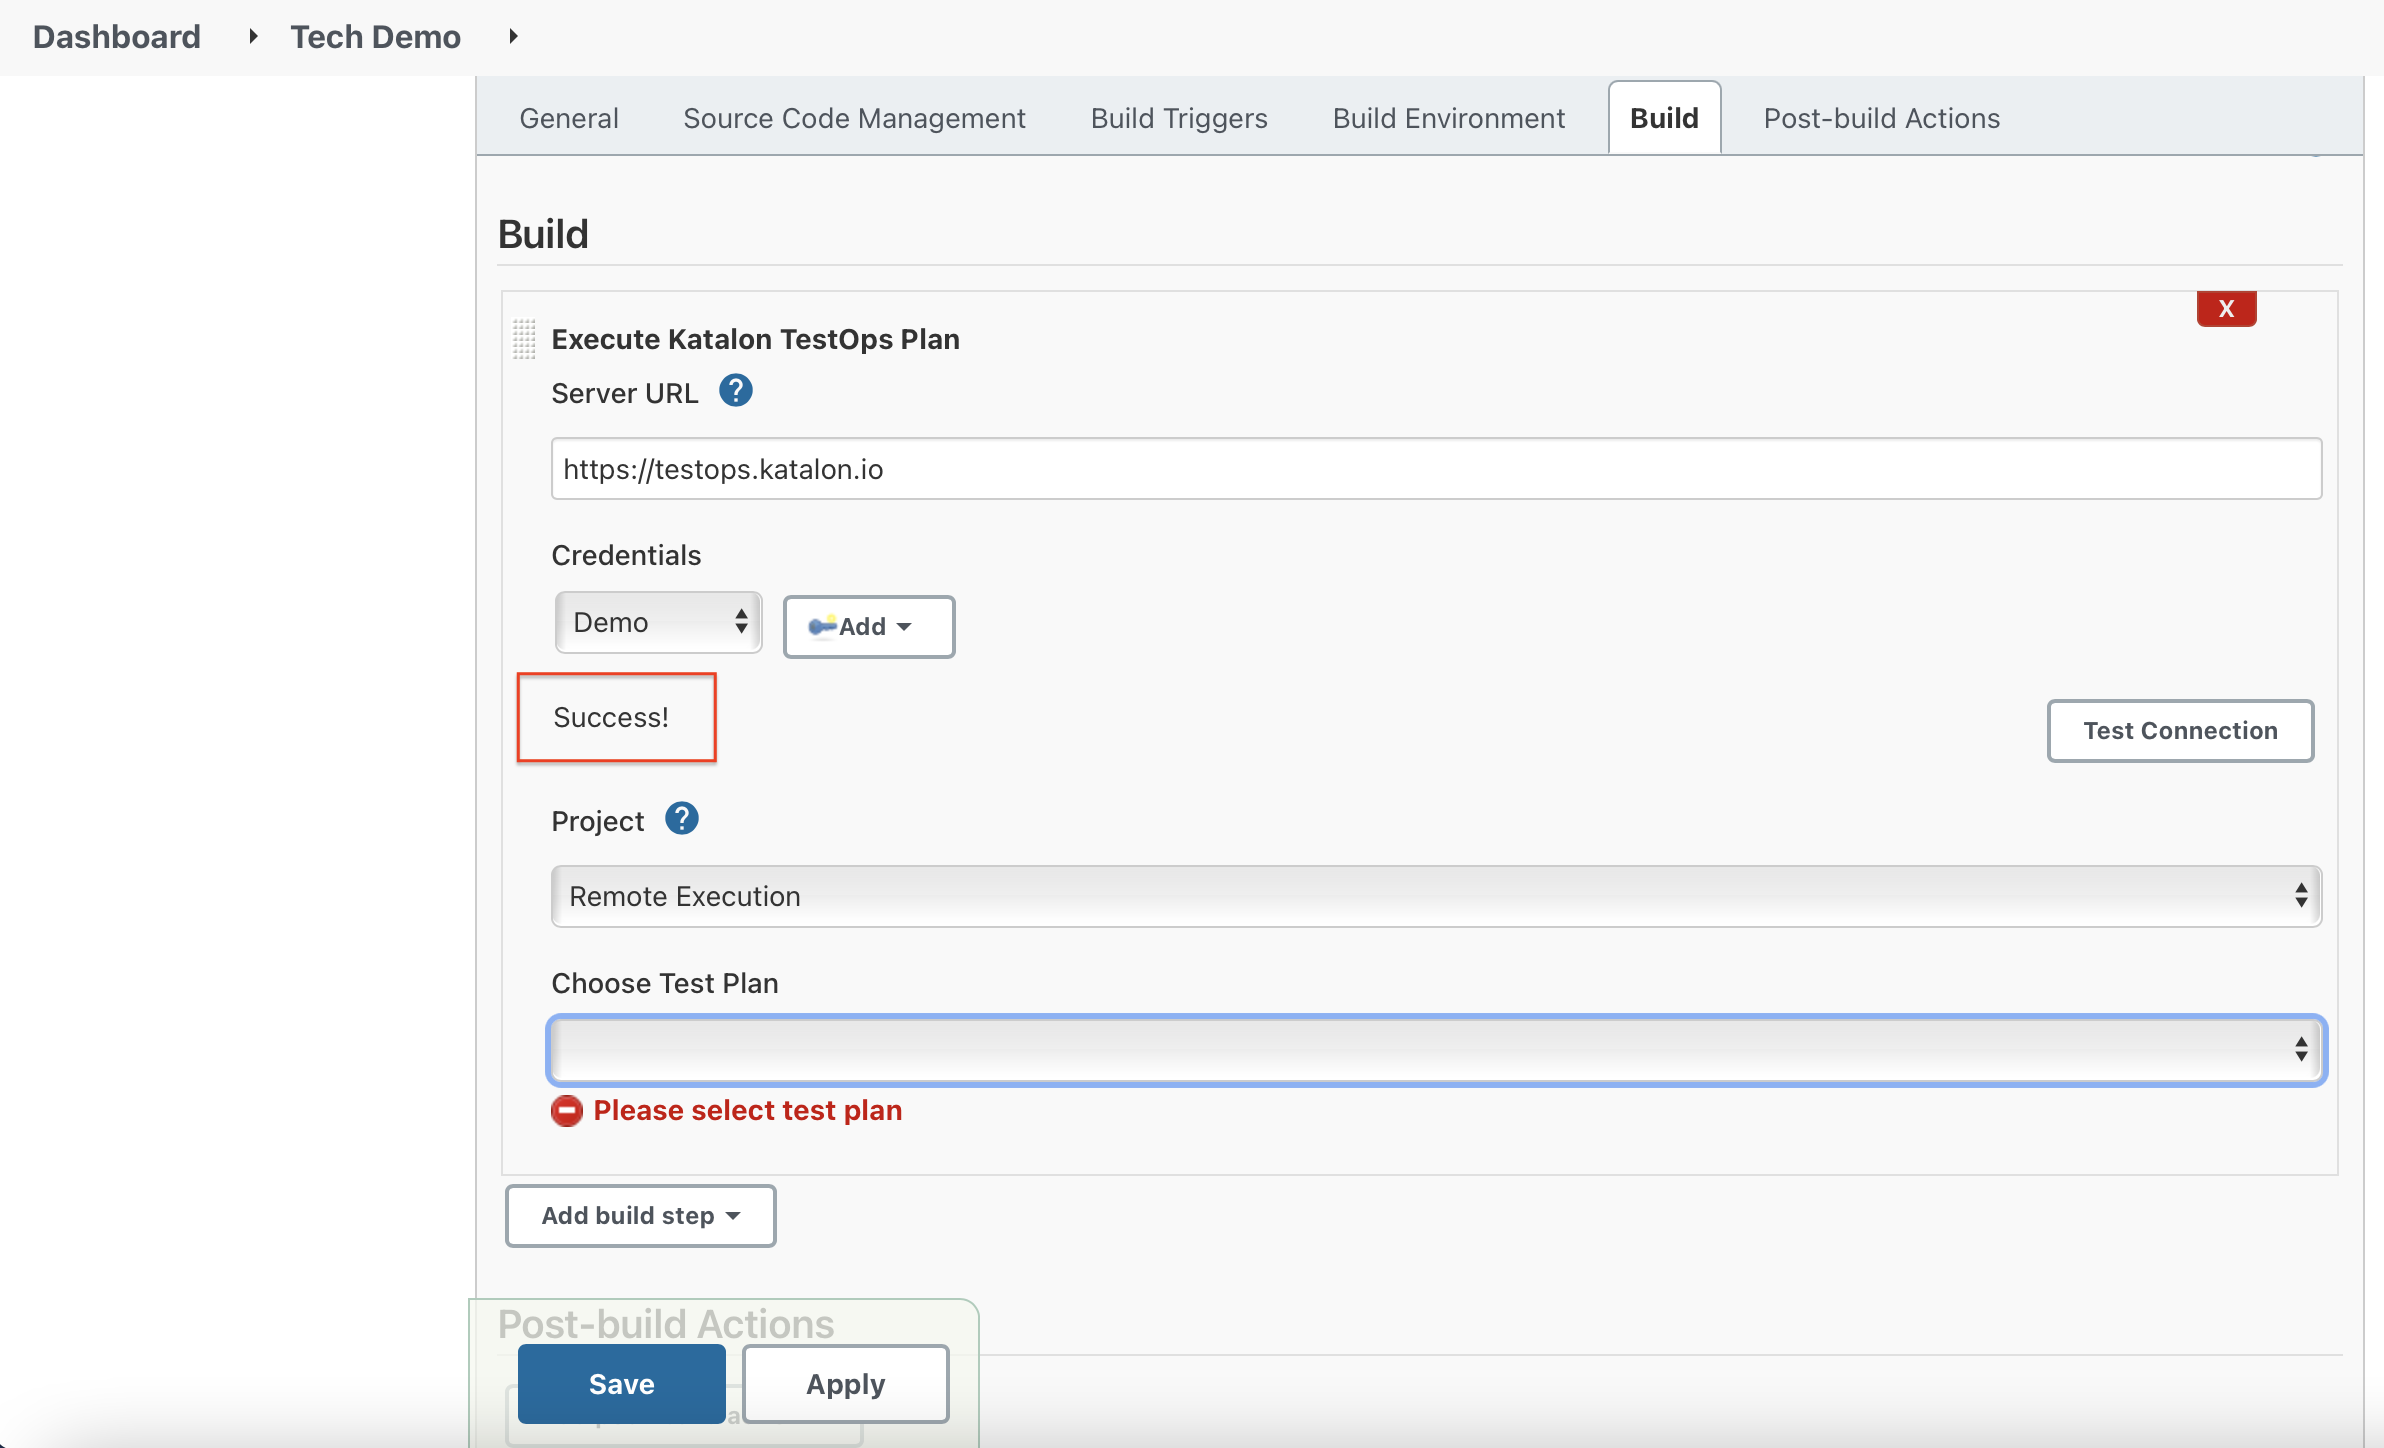 Dashboard Tech Demo
General Source Code Management Build Triggers Build Environment Build Post-build Actions
Build
X
Execute Katalon TestOps Plan
Server URL ?
https://testops.katalon.io
Credentials
Demo Add
Success!
Test Connection
Project ?
Remote Execution
Choose Test Plan
Please select test plan
Add build step
Post-build Actions
Save Apply